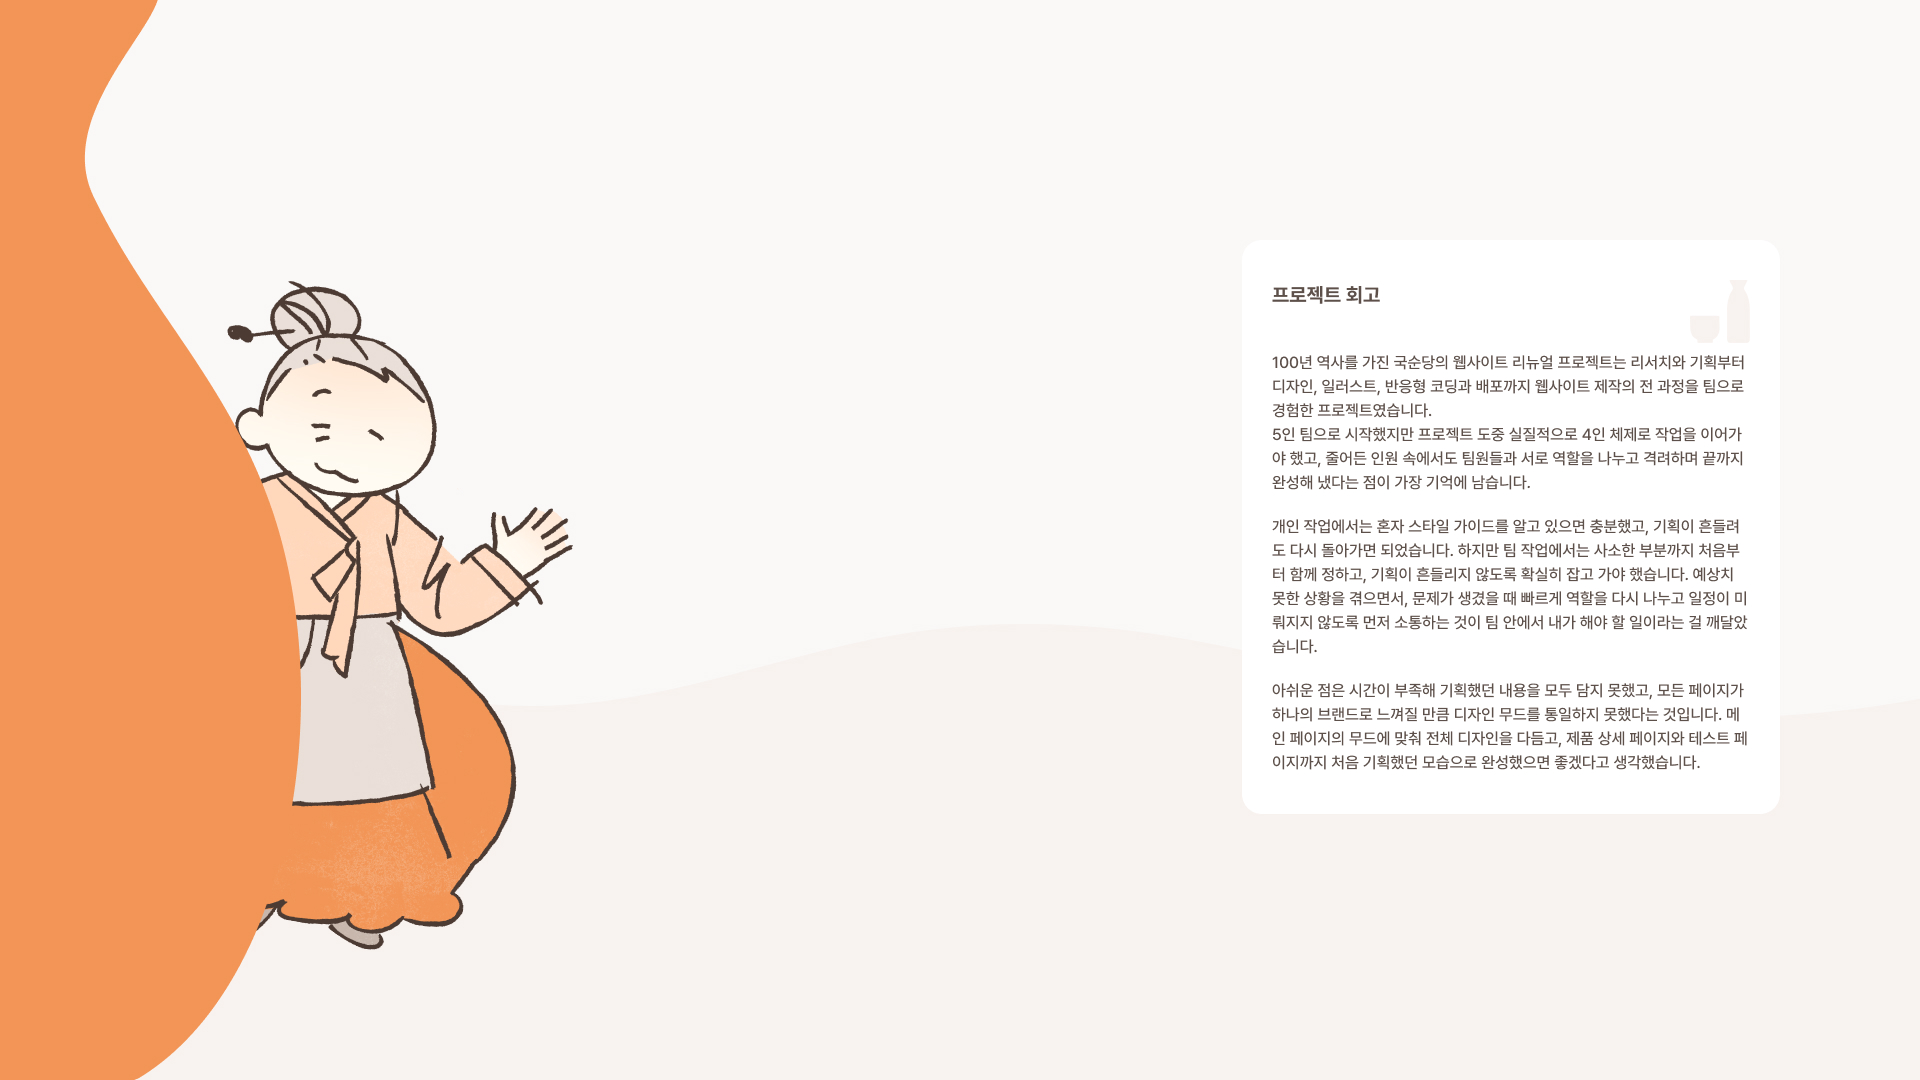 프로젝트 회고
100년 역사를 가진 국순당의 웹사이트 리뉴얼 프로젝트는 리서치와 기획부터
디자인, 일러스트, 반응형 코딩과 배포까지 웹사이트 제작의 전 과정을 팀으로
경험한 프로젝트였습니다.
5인 팀으로 시작했지만 프로젝트 도중 실질적으로 4인 체제로 작업을 이어가
야 했고, 줄어든 인원 속에서도 팀원들과 서로 역할을 나누고 격려하며 끝까지
완성해 냈다는 점이 가장 기억에 남습니다.
개인 작업에서는 혼자 스타일 가이드를 알고 있으면 충분했고, 기획이 흔들려
도 다시 돌아가면 되었습니다. 하지만 팀 작업에서는 사소한 부분까지 처음부
터 함께 정하고, 기획이 흔들리지 않도록 확실히 잡고 가야 했습니다. 예상치
못한 상황을 겪으면서, 문제가 생겼을 때 빠르게 역할을 다시 나누고 일정이 미
뤄지지 않도록 먼저 소통하는 것이 팀 안에서 내가 해야 할 일이라는 걸 깨달았
습니다.
아쉬운 점은 시간이 부족해 기획했던 내용을 모두 담지 못했고, 모든 페이지가
하나의 브랜드로 느껴질 만큼 디자인 무드를 통일하지 못했다는 것입니다. 메
인 페이지의 무드에 맞춰 전체 디자인을 다듬고, 제품 상세 페이지와 테스트 페
이지까지 처음 기획했던 모습으로 완성했으면 좋겠다고 생각했습니다.